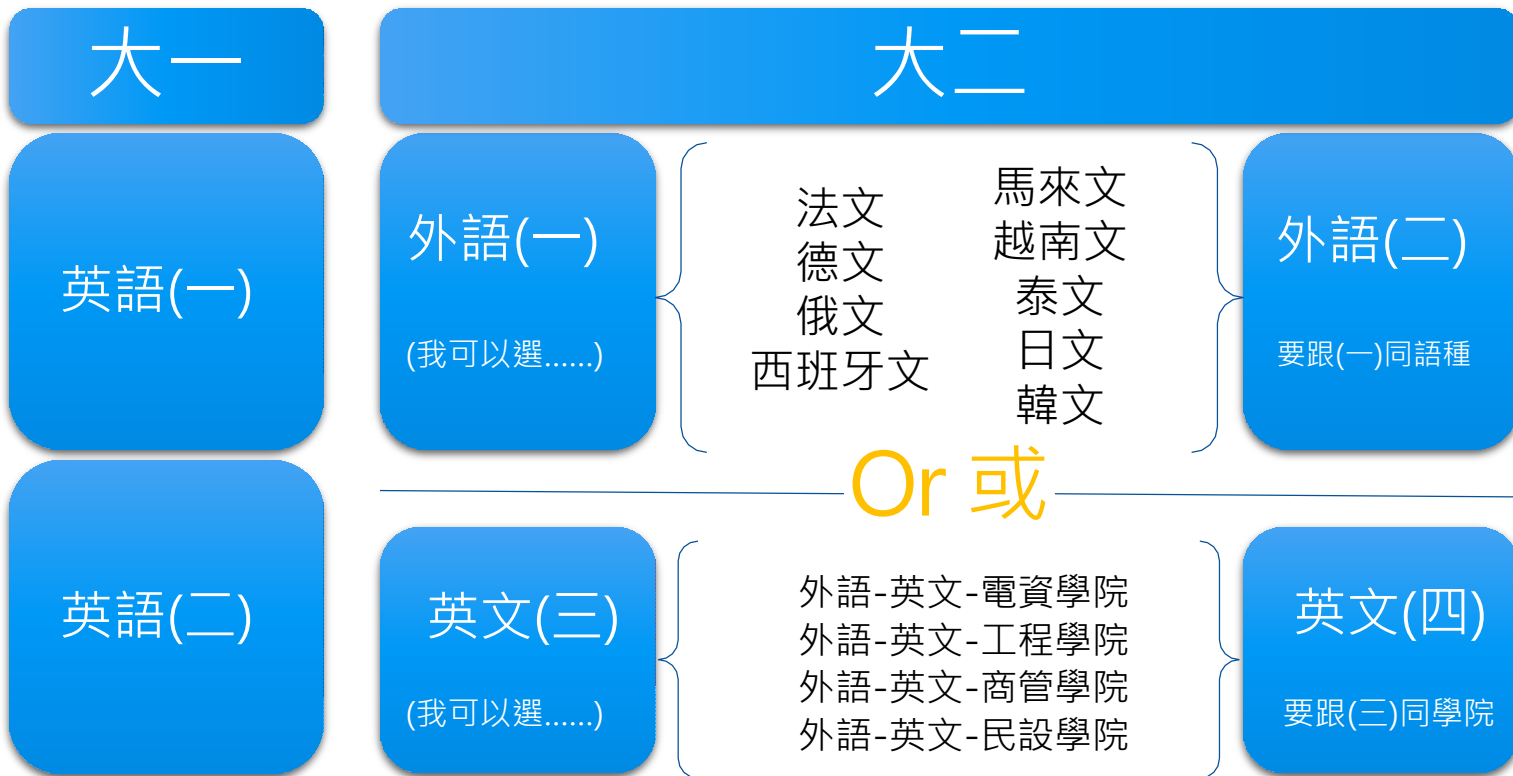 大一
大二
英語(一)
英語(二)
外語(一)
(我可以選......)
法文
德文
俄文
西班牙文
馬來文
越南文
泰文
日文
韓文
外語(二)
要跟(一)同語種
Or 或
英文(三)
(我可以選......)
外語-英文-電資學院
外語-英文-工程學院
外語-英文-商管學院
外語-英文-民設學院
英文(四)
要跟(三)同學院